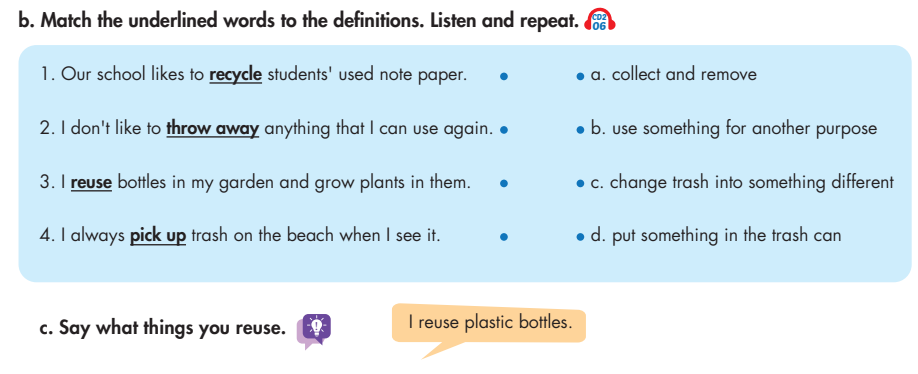 b. Match the underlined words to the definitions. Listen and repeat. CD2 06
1. Our school likes to recycle students' used note paper. • • a. collect and remove
2. I don't like to throw away anything that I can use again. • • b. use something for another purpose
3. I reuse bottles in my garden and grow plants in them. • • c. change trash into something different
4. I always pick up trash on the beach when I see it. • • d. put something in the trash can
c. Say what things you reuse. I reuse plastic bottles.